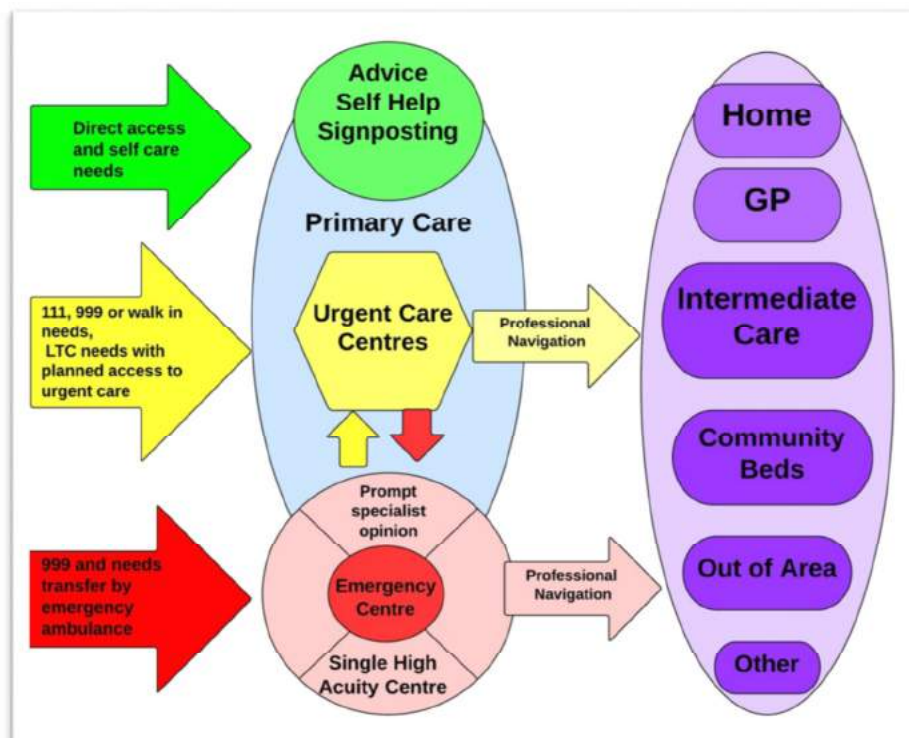 Direct access
and self care
needs
111, 999 or walk in
needs,
LTC needs with
planned access to
urgent care
999 and needs
transfer by
emergency
ambulance
Advice
Self Help
Signposting
Primary Care
Urgent Care
Centres
Prompt
specialist
opinion
Emergency
Centre
Single High
Acuity Centre
Professional
Navigation
Professional
Navigation
Home
GP
Intermediate
Care
Community
Beds
Out of Area
Other